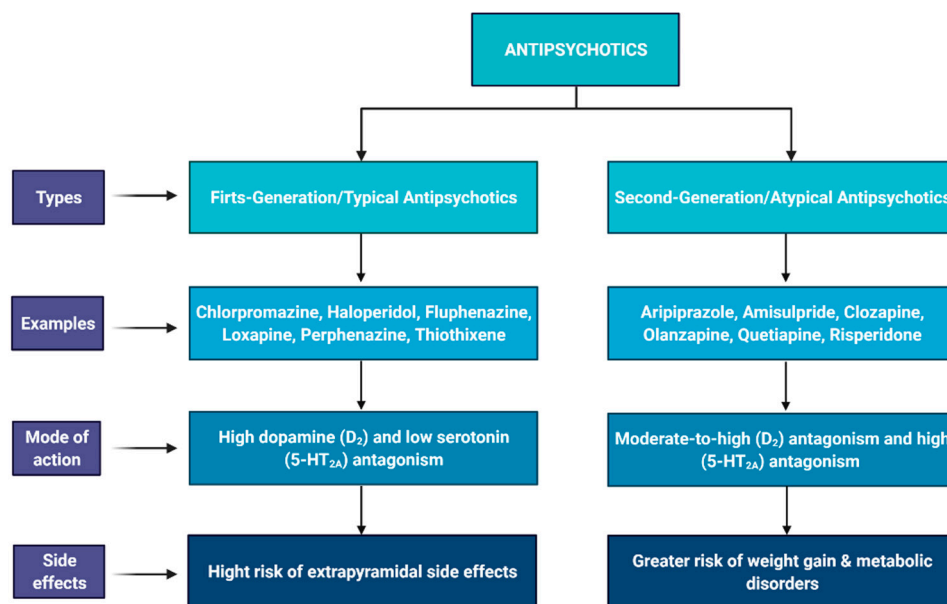 ANTIPSYCHOTICS
Types
Firts-Generation/Typical Antipsychotics
Second-Generation/Atypical Antipsychotics
Examples
Chlorpromazine, Haloperidol, Fluphenazine,
Loxapine, Perphenazine, Thiothixene
Aripiprazole, Amisulpride, Clozapine,
Olanzapine, Quetiapine, Risperidone
Mode of
action
High dopamine (D₂) and low serotonin
(5-HT₂A) antagonism
Moderate-to-high (D₂) antagonism and high
(5-HT₂A) antagonism
Side
effects
Hight risk of extrapyramidal side effects
Greater risk of weight gain & metabolic
disorders